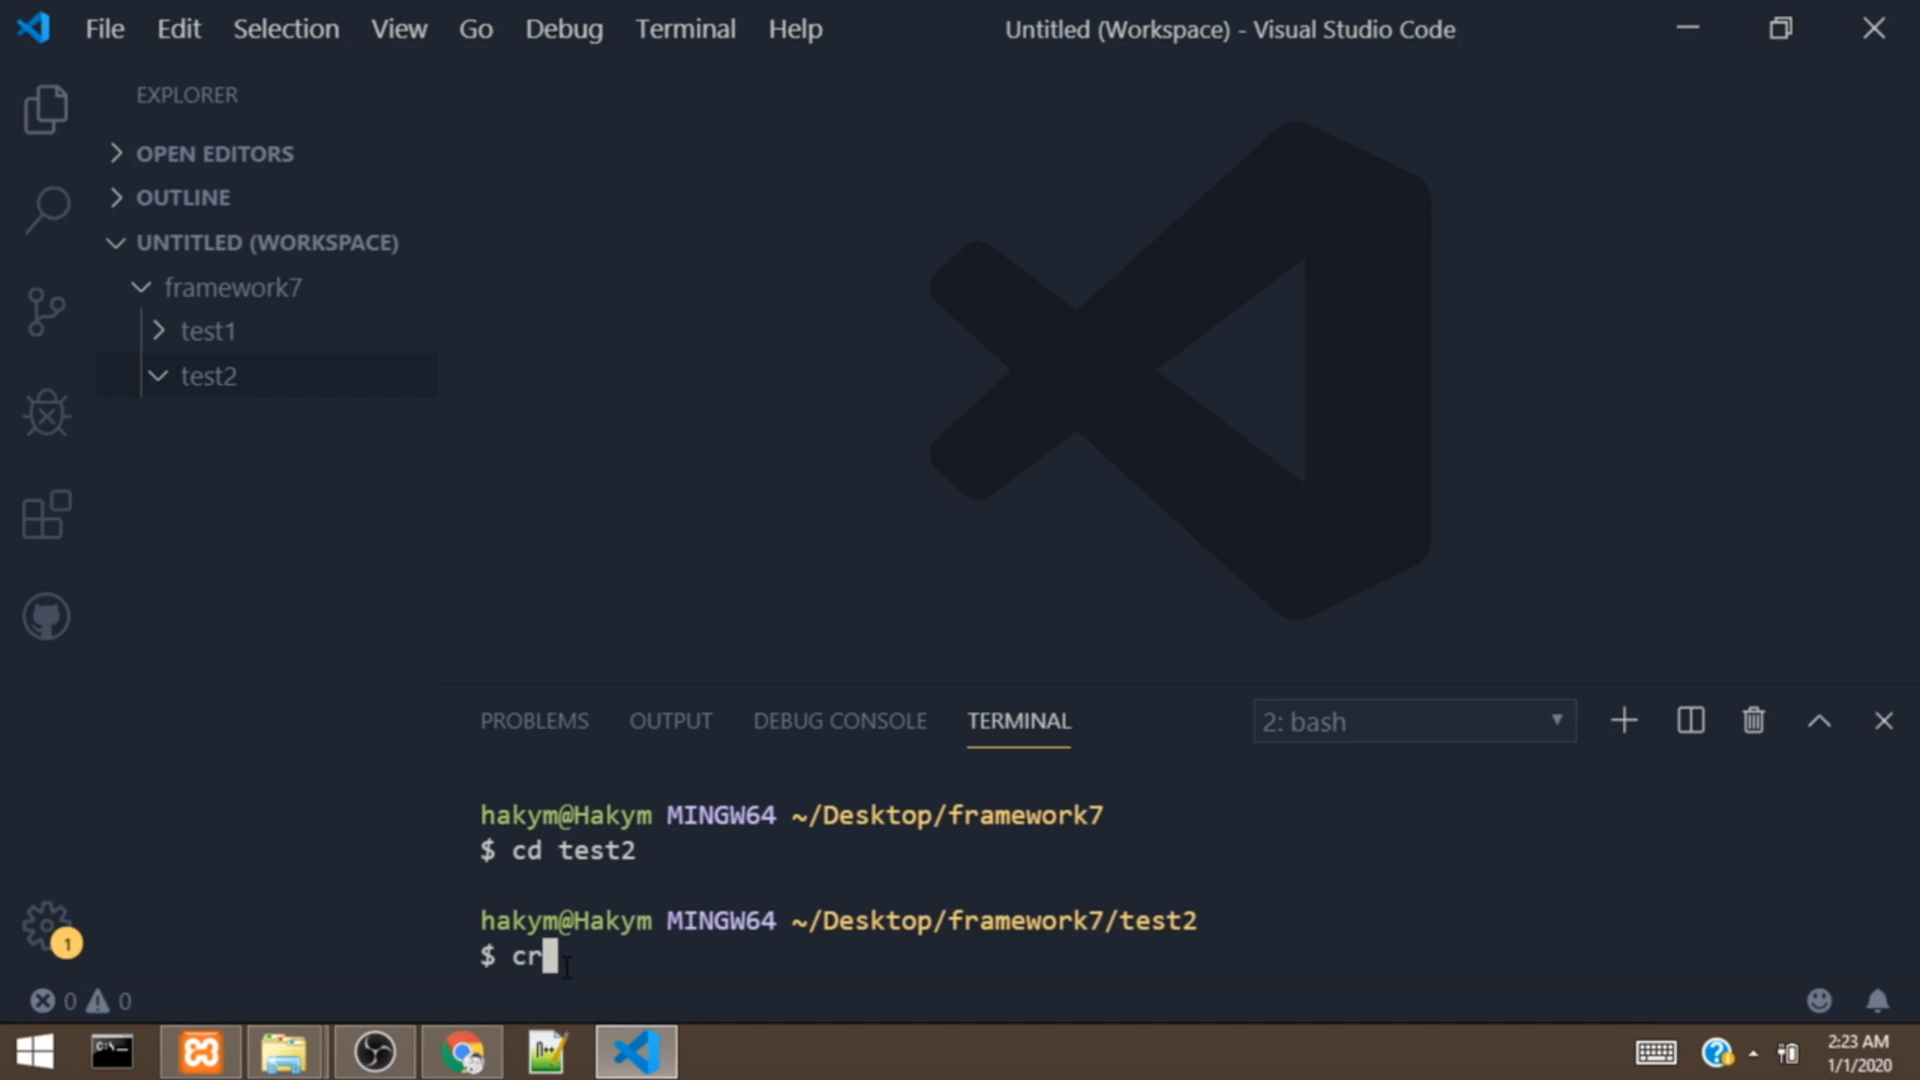 File Edit Selection View Go Debug Terminal Help Untitled (Workspace) - Visual Studio Code
EXPLORER
OPEN EDITORS
OUTLINE
UNTITLED (WORKSPACE)
framework7
test1
test2
PROBLEMS OUTPUT DEBUG CONSOLE TERMINAL 2: bash
hakym@Hakym MINGW64 ~/Desktop/framework7
$ cd test2
hakym@Hakym MINGW64 ~/Desktop/framework7/test2
$ cr
1
0 0
2:23 AM
1/1/2020